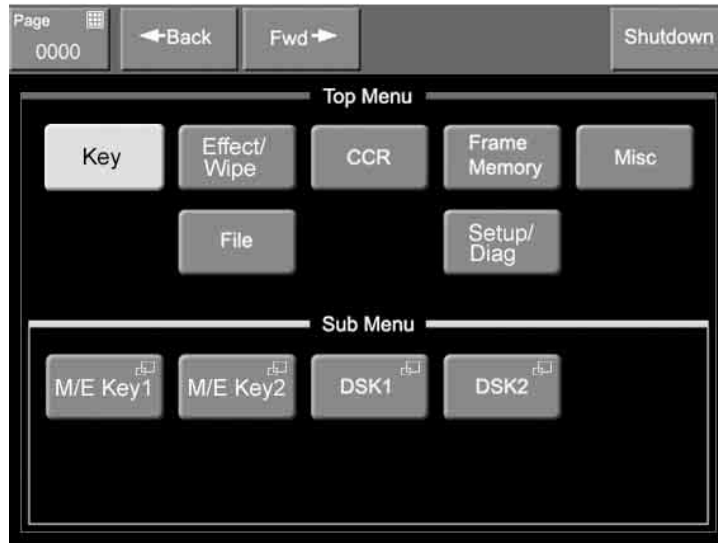 Page
0000
Back
Fwd
Shutdown
Top Menu
Key
Effect/
Wipe
CCR
Frame
Memory
Misc
File
Setup/
Diag
Sub Menu
M/E Key1
M/E Key2
DSK1
DSK2